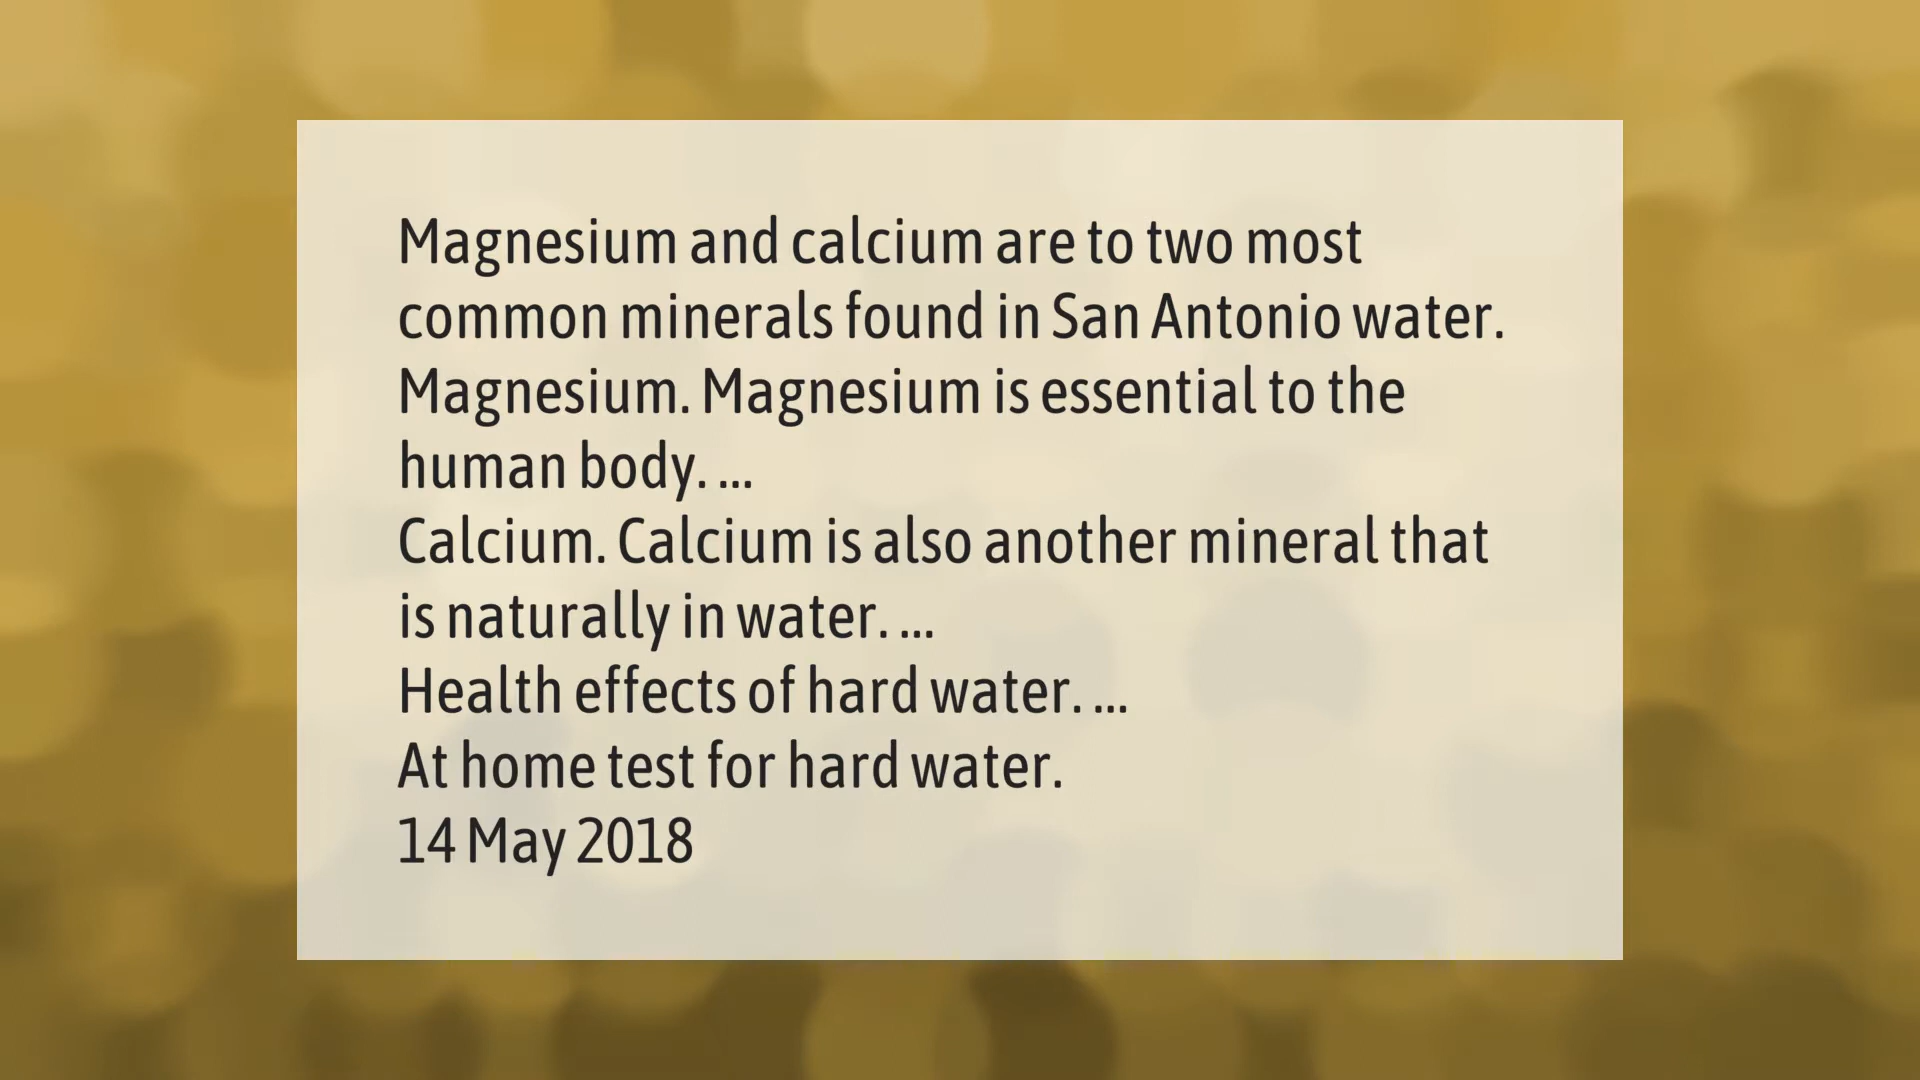 Magnesium and calcium are to two most
common minerals found in San Antonio water.
Magnesium. Magnesium is essential to the
human body. ...
Calcium. Calcium is also another mineral that
is naturally in water. ...
Health effects of hard water. ...
At home test for hard water.
14 May 2018